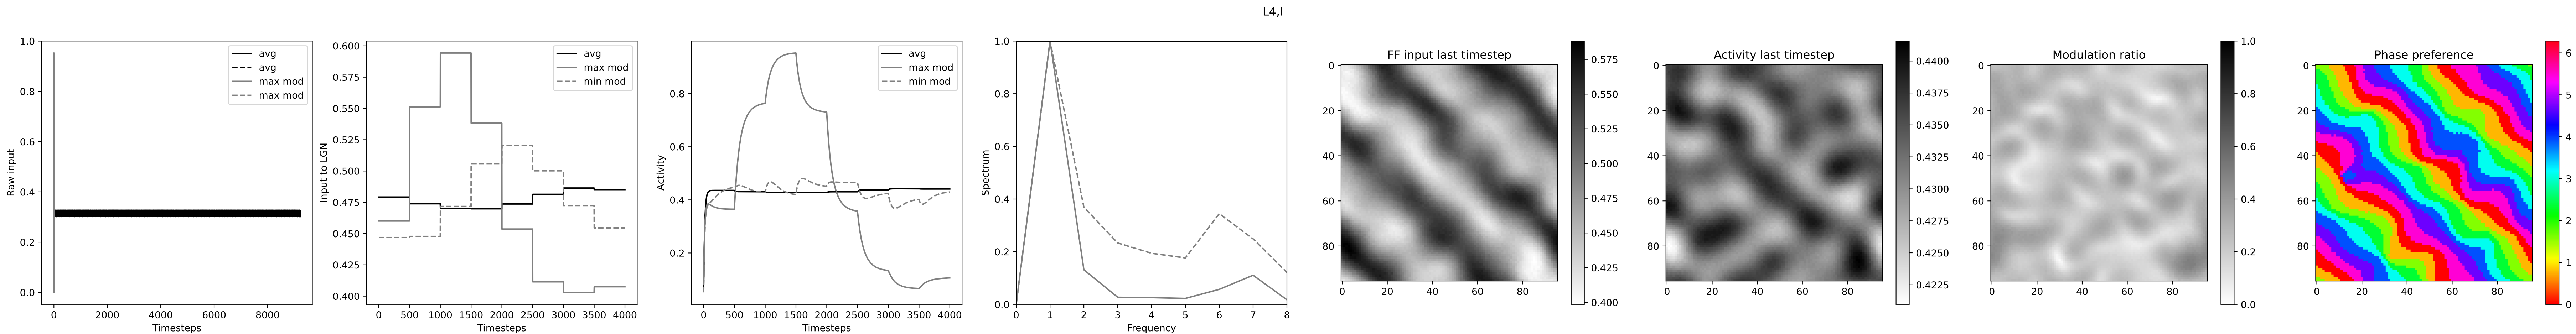 L4,I
Raw input
1.0
0.8
0.6
0.4
0.2
0.0
avg
avg
max mod
max mod
0 2000 4000 6000 8000
Timesteps
Input to LGN
0.600
0.575
0.550
0.525
0.500
0.475
0.450
0.425
0.400
avg
max mod
min mod
0 500 1000 1500 2000 2500 3000 3500 4000
Timesteps
Activity
0.8
0.6
0.4
0.2
avg
max mod
min mod
0 500 1000 1500 2000 2500 3000 3500 4000
Timesteps
Spectrum
1.0
0.8
0.6
0.4
0.2
0.0
0 1 2 3 4 5 6 7 8
Frequency
FF input last timestep
0
20
40
60
80
0 20 40 60 80
0.575
0.550
0.525
0.500
0.475
0.450
0.425
0.400
Activity last timestep
0
20
40
60
80
0 20 40 60 80
0.4400
0.4375
0.4350
0.4325
0.4300
0.4275
0.4250
0.4225
Modulation ratio
0
20
40
60
80
0 20 40 60 80
1.0
0.8
0.6
0.4
0.2
0.0
Phase preference
0
20
40
60
80
0 20 40 60 80
6
5
4
3
2
1
0